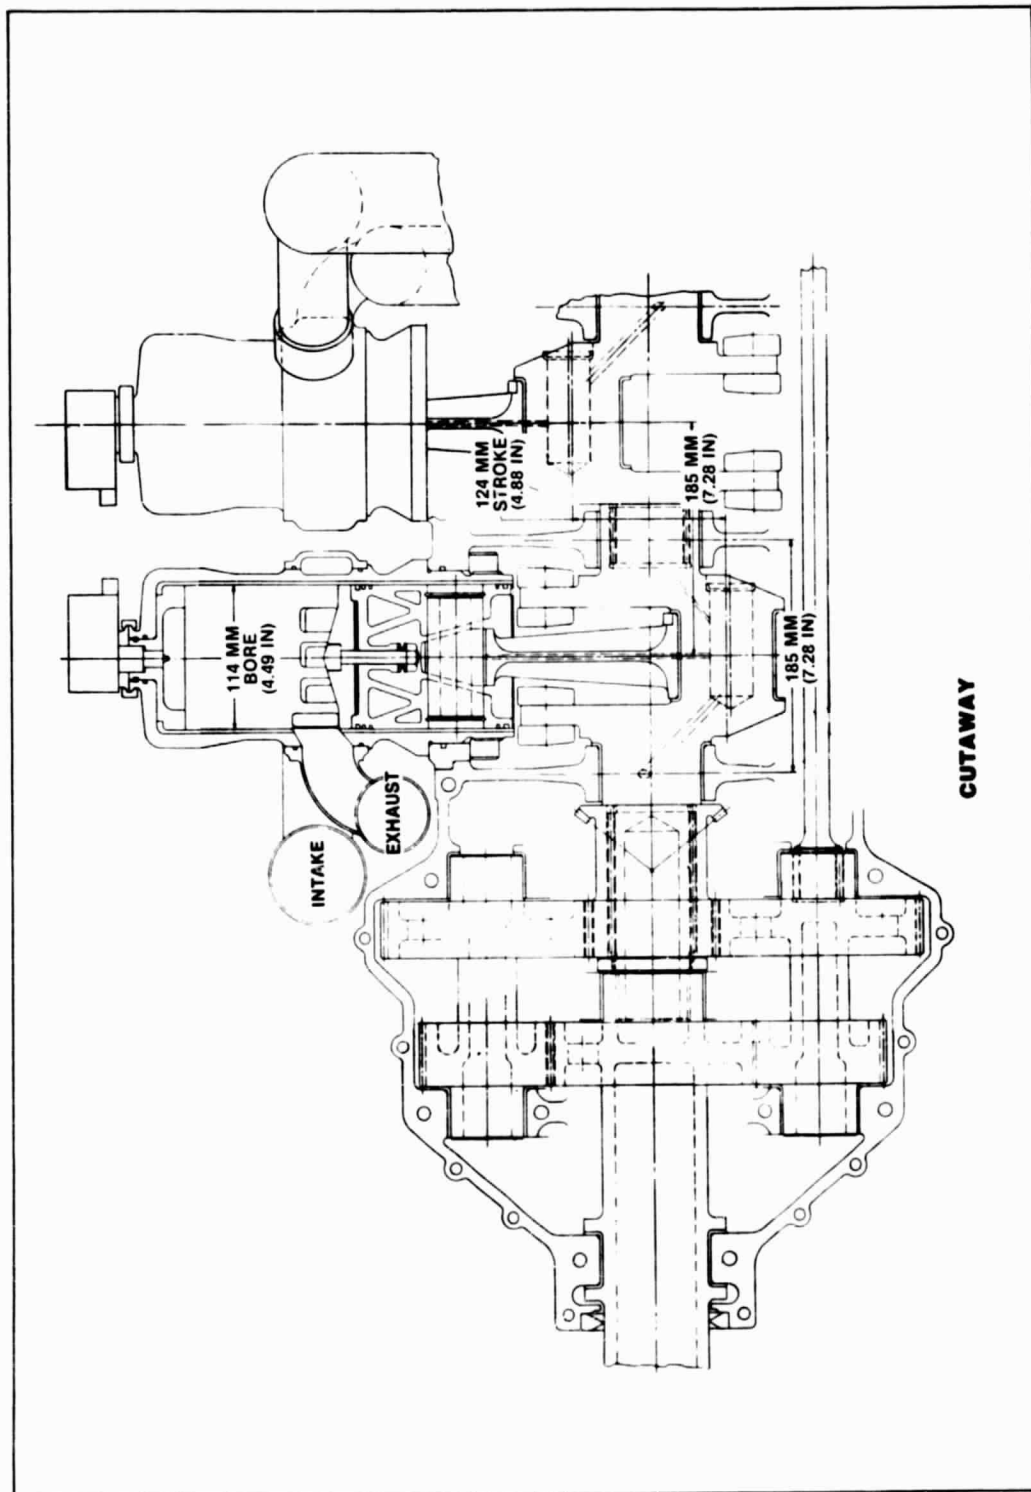 114 MM
BORE
(4.49 IN)
124 MM
STROKE
(4.88 IN)
185 MM
(7.28 IN)
185 MM
(7.28 IN)
INTAKE
EXHAUST
CUTAWAY